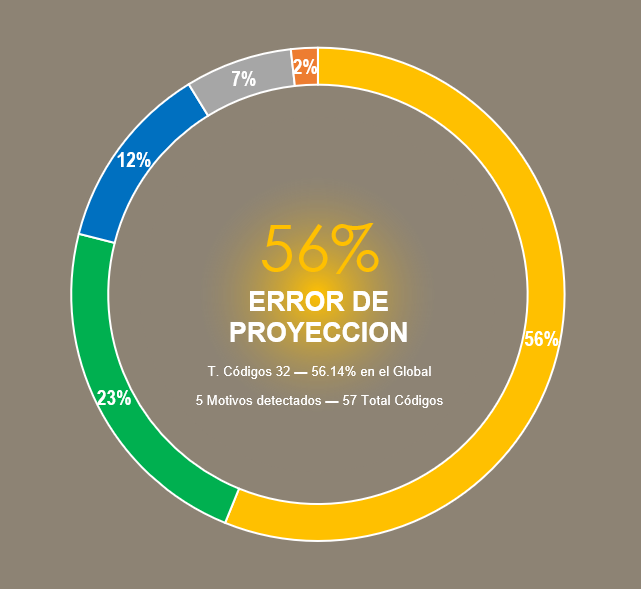 2%
7%
12%
56%
ERROR DE
PROYECCION
56%
T. Códigos 32 — 56.14% en el Global
23%
5 Motivos detectados — 57 Total Códigos